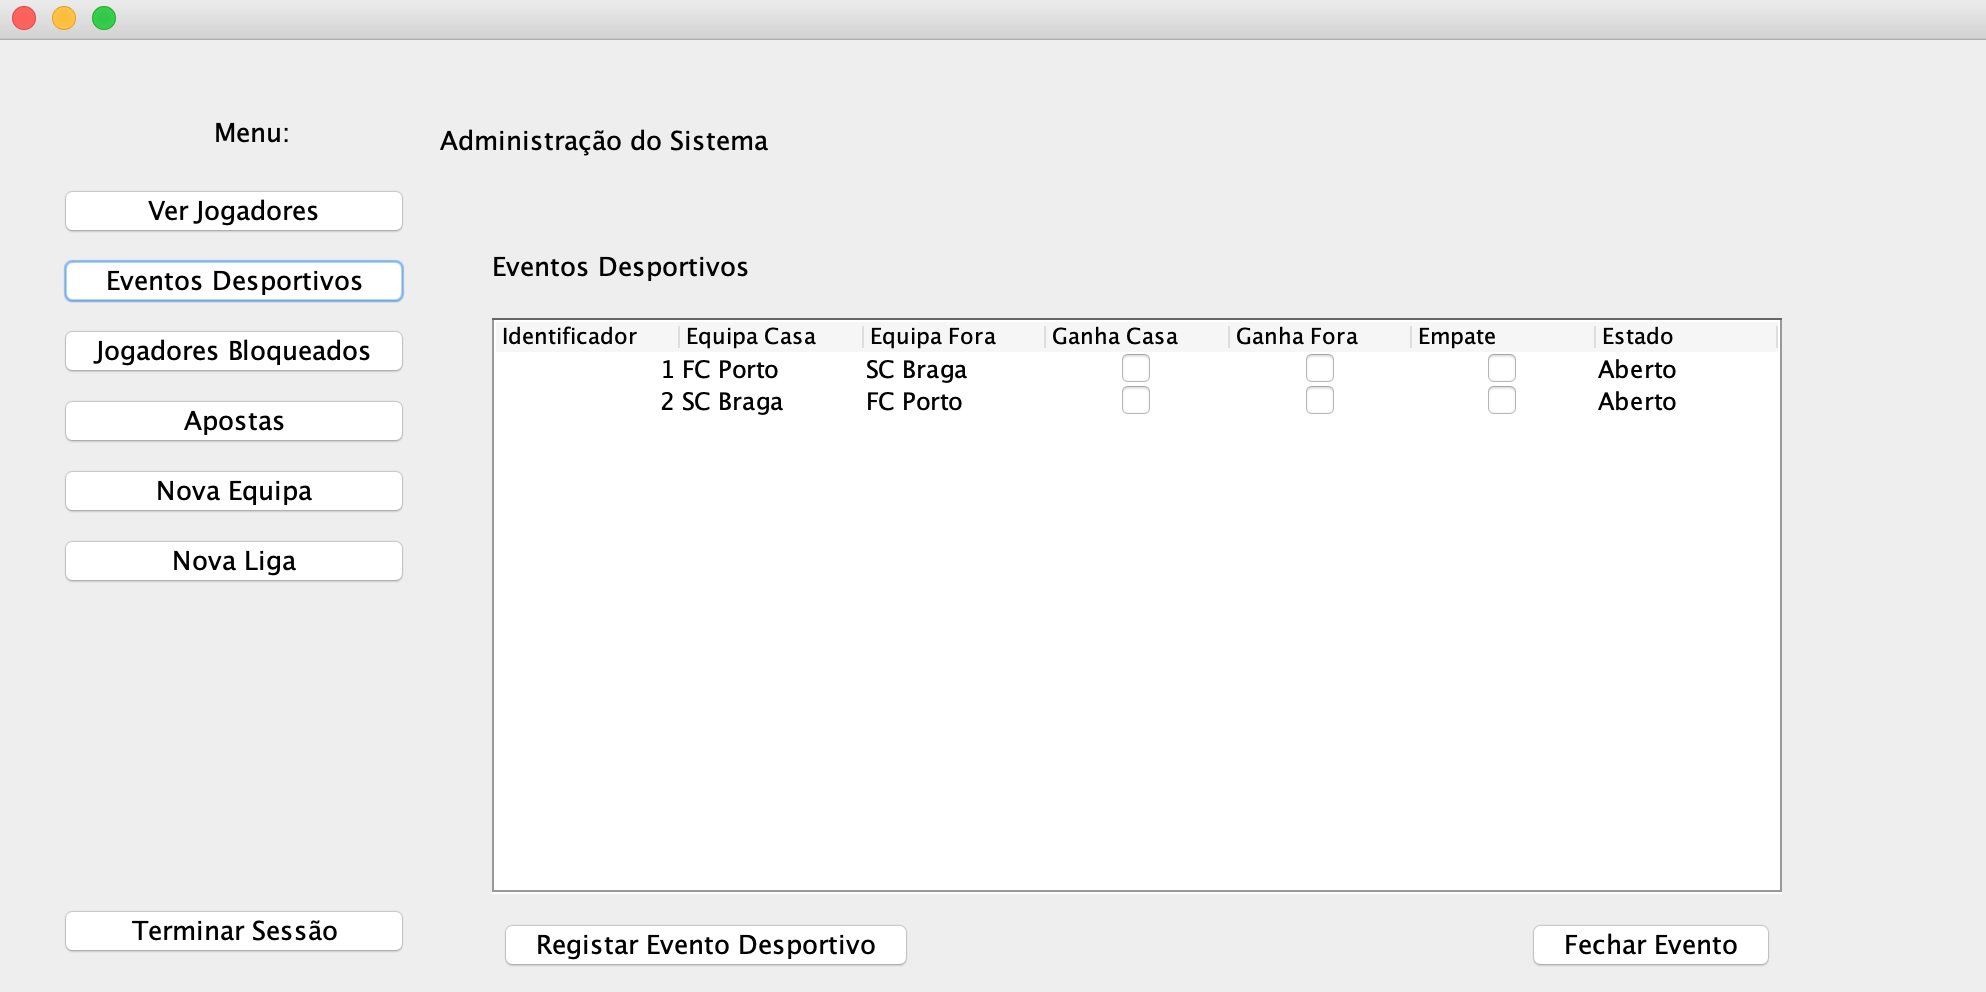 Menu:
Administração do Sistema
Ver Jogadores
Eventos Desportivos
Jogadores Bloqueados
Apostas
Nova Equipa
Nova Liga
Terminar Sessão
Eventos Desportivos
Identificador Equipa Casa Equipa Fora Ganha Casa Ganha Fora Empate Estado
1 FC Porto SC Braga Aberto
2 SC Braga FC Porto Aberto
Registar Evento Desportivo Fechar Evento